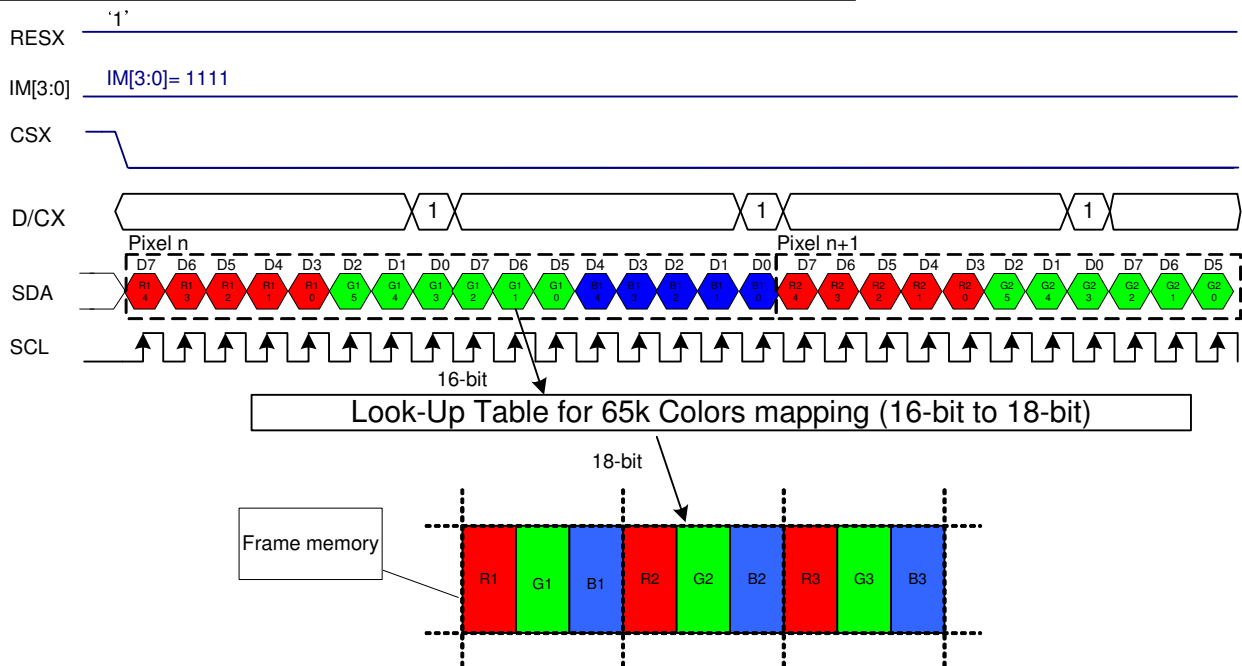 ‘1’
RESX
IM[3:0]= 1111
IM[3:0]
CSX
D/CX
1 1 1
Pixel n Pixel n+1
D7 D6 D5 D4 D3 D2 D1 D0 D7 D6 D5 D4 D3 D2 D1 D0 D7 D6 D5 D4 D3 D2 D1 D0 D7 D6 D5
SDA
R1 R1 R1 R1 R1 G1 G1 G1 G1 G1 G1 B1 B1 B1 B1 B1 R2 R2 R2 R2 R2 G2 G2 G2 G2 G2 G2
4 3 2 1 0 5 4 3 2 1 0 4 3 2 1 0 4 3 2 1 0 5 4 3 2 1 0
SCL
16-bit
Look-Up Table for 65k Colors mapping (16-bit to 18-bit)
18-bit
Frame memory
R1 G1 B1 R2 G2 B2 R3 G3 B3